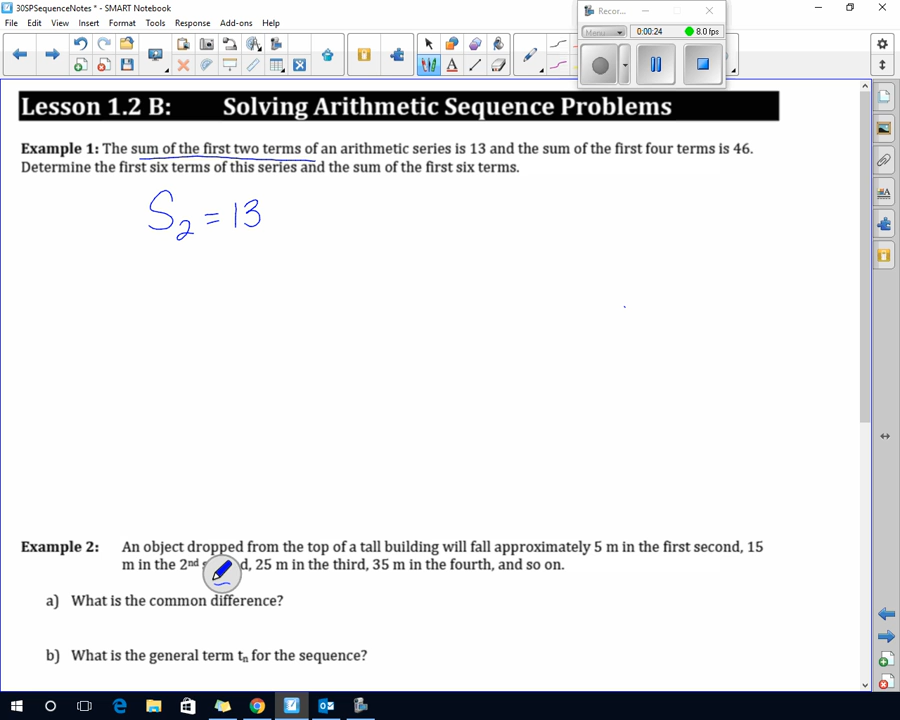 30SPSequenceNotes * - SMART Notebook
Recor...
File Edit View Insert Format Tools Response Add-ons Help
Menu 0:00:24 8.0 fps
Lesson 1.2 B: Solving Arithmetic Sequence Problems
Example 1: The sum of the first two terms of an arithmetic series is 13 and the sum of the first four terms is 46.
Determine the first six terms of this series and the sum of the first six terms.
S₂ = 13
Example 2: An object dropped from the top of a tall building will fall approximately 5 m in the first second, 15
m in the 2nd d, 25 m in the third, 35 m in the fourth, and so on.
a) What is the common difference?
b) What is the general term tₙ for the sequence?